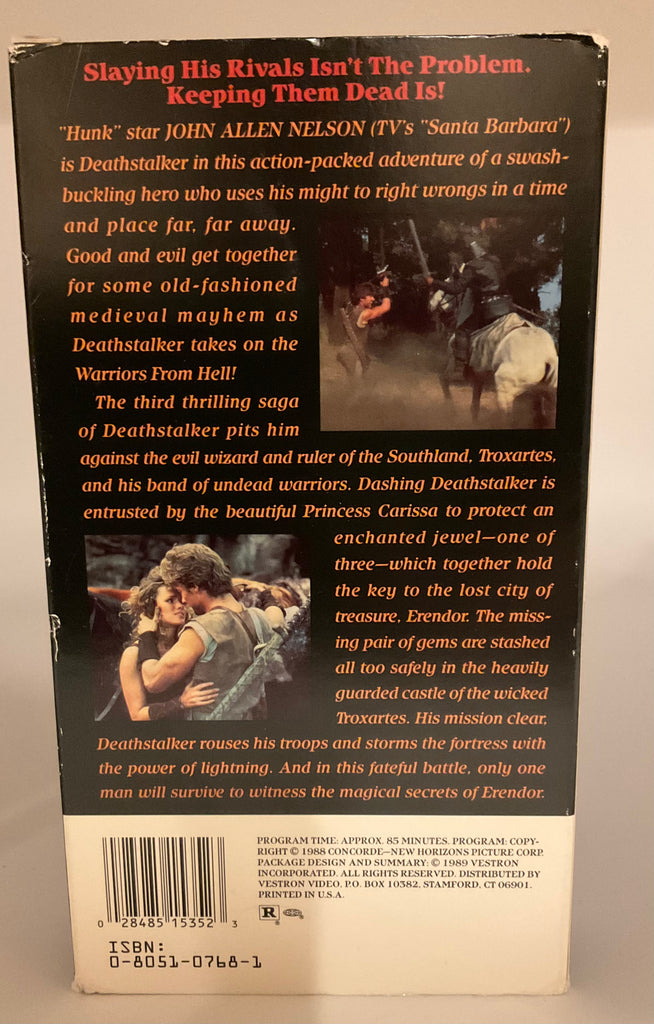 Slaying His Rivals Isn't The Problem.
Keeping Them Dead Is!
"Hunk" star JOHN ALLEN NELSON (TV's "Santa Barbara")
is Deathstalker in this action-packed adventure of a swash-
buckling hero who uses his might to right wrongs in a time
and place far, far away.
Good and evil get together
for some old-fashioned
medieval mayhem as
Deathstalker takes on the
Warriors From Hell!
The third thrilling saga
of Deathstalker pits him
against the evil wizard and ruler of the Southland, Troxartes,
and his band of undead warriors. Dashing Deathstalker is
entrusted by the beautiful Princess Carissa to protect an
enchanted jewel—one of
three—which together hold
the key to the lost city of
treasure, Erendor. The miss-
ing pair of gems are stashed
all too safely in the heavily
guarded castle of the wicked
Troxartes. His mission clear,
Deathstalker rouses his troops and storms the fortress with
the power of lightning. And in this fateful battle, only one
man will survive to witness the magical secrets of Erendor.
PROGRAM TIME: APPROX. 85 MINUTES. PROGRAM: COPY-
RIGHT © 1988 CONCORDE—NEW HORIZONS PICTURE CORP.
PACKAGE DESIGN AND SUMMARY: © 1989 VESTRON
INCORPORATED. ALL RIGHTS RESERVED. DISTRIBUTED BY
VESTRON VIDEO, P.O. BOX 10382, STAMFORD, CT 06901.
PRINTED IN U.S.A.
R ®
0 28485 15352 3
ISBN:
0-8051-0768-1